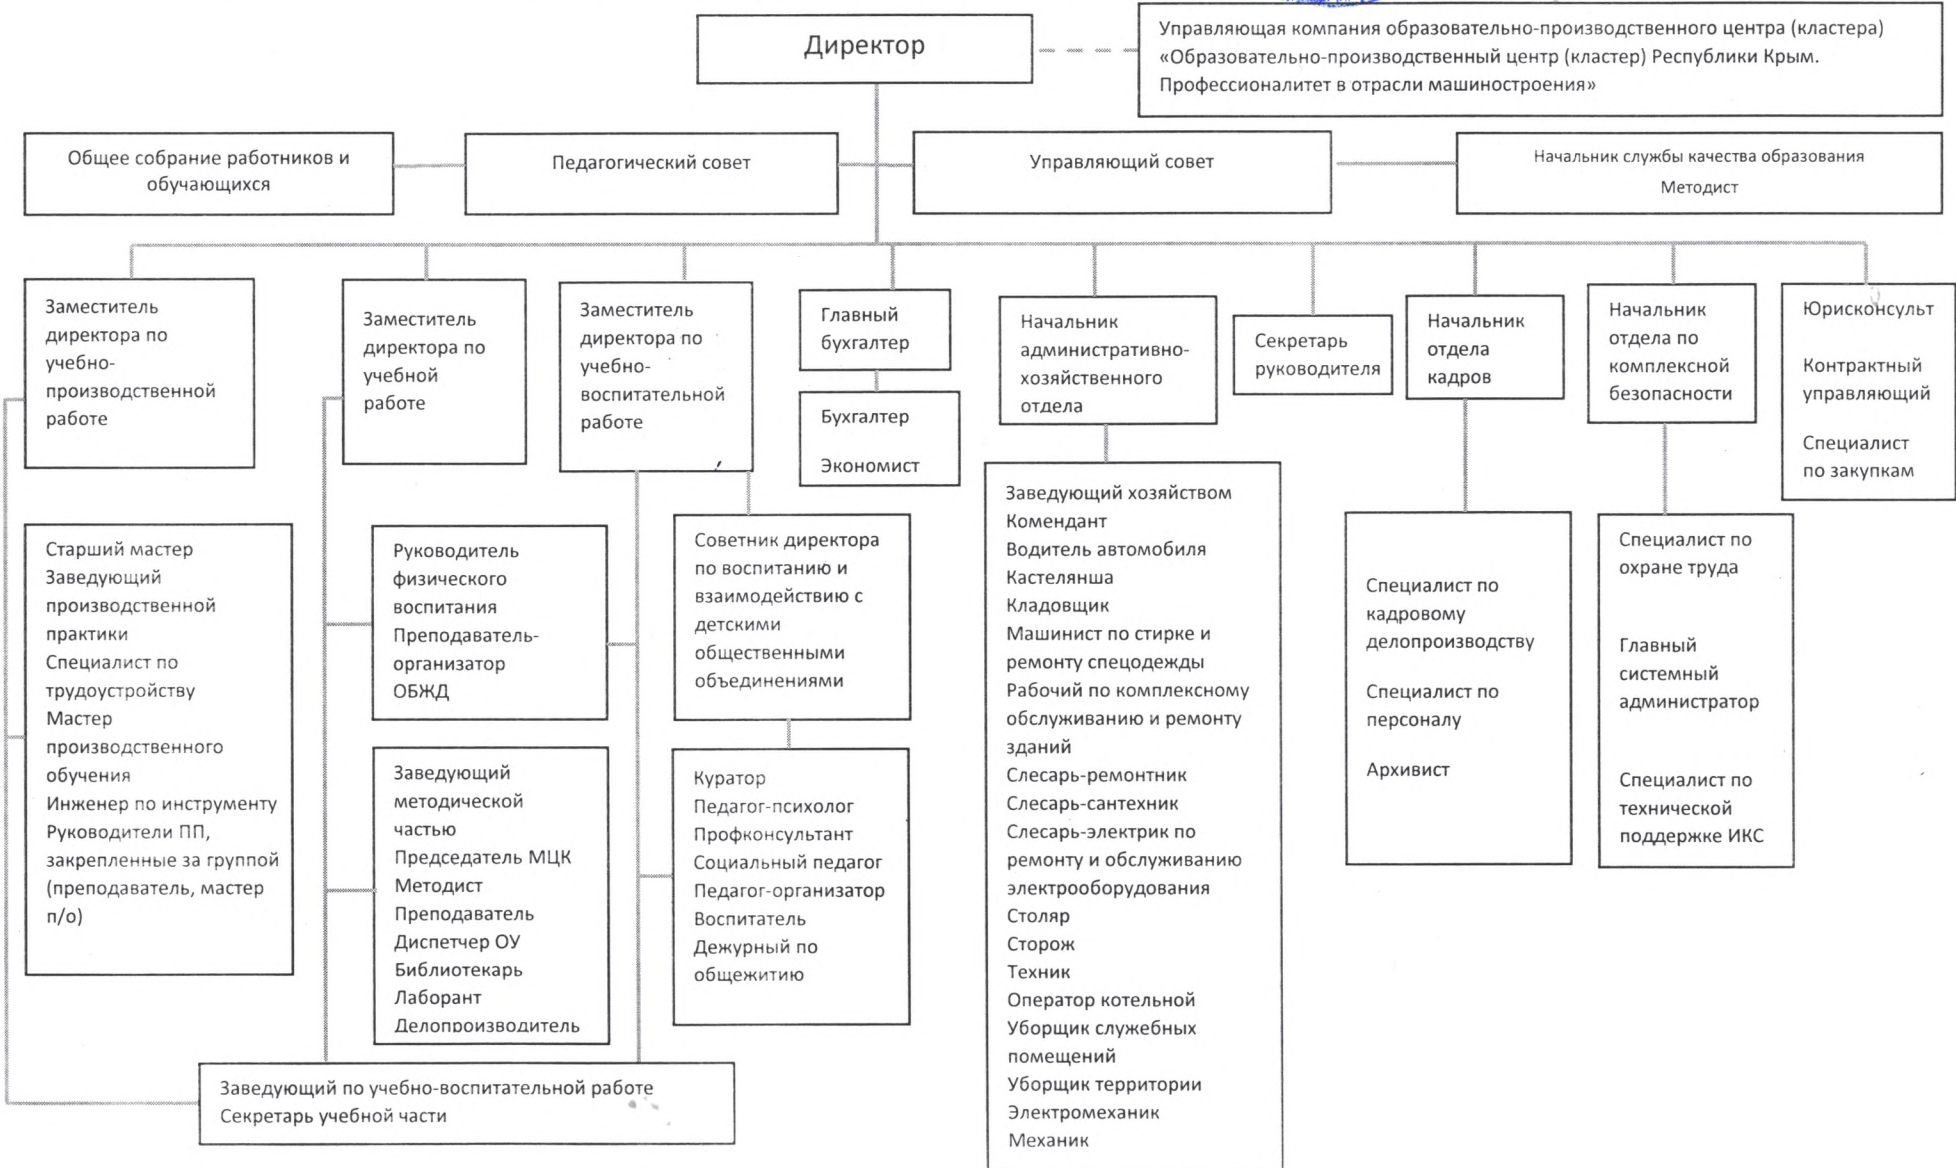 Директор
Управляющая компания образовательно-производственного центра (кластера)
«Образовательно-производственный центр (кластер) Республики Крым.
Профессионалитет в отрасли машиностроения»
Общее собрание работников и
обучающихся
Педагогический совет
Управляющий совет
Начальник службы качества образования
Методист
Заместитель
директора по
учебно-
производственной
работе
Заместитель
директора по
учебной
работе
Заместитель
директора по
учебно-
воспитательной
работе
Главный
бухгалтер
Бухгалтер
Экономист
Начальник
административно-
хозяйственного
отдела
Секретарь
руководителя
Начальник
отдела
кадров
Начальник
отдела по
комплексной
безопасности
Юрисконсульт
Контрактный
управляющий
Специалист
по закупкам
Старший мастер
Заведующий
производственной
практики
Специалист по
трудоустройству
Мастер
производственного
обучения
Инженер по инструменту
Руководители ПП,
закрепленные за группой
(преподаватель, мастер
п/о)
Руководитель
физического
воспитания
Преподаватель-
организатор
ОБЖД
Заведующий
методической
частью
Председатель МЦК
Методист
Преподаватель
Диспетчер ОУ
Библиотекарь
Лаборант
Делопроизводитель
Советник директора
по воспитанию и
взаимодействию с
детскими
общественными
объединениями
Куратор
Педагог-психолог
Профконсультант
Социальный педагог
Педагог-организатор
Воспитатель
Дежурный по
общежитию
Заведующий хозяйством
Комендант
Водитель автомобиля
Кастелянша
Кладовщик
Машинист по стирке и
ремонту спецодежды
Рабочий по комплексному
обслуживанию и ремонту
зданий
Слесарь-ремонтник
Слесарь-сантехник
Слесарь-электрик по
ремонту и обслуживанию
электрооборудования
Столяр
Сторож
Техник
Оператор котельной
Уборщик служебных
помещений
Уборщик территории
Электромеханик
Механик
Специалист по
кадровому
делопроизводству
Специалист по
персоналу
Архивист
Специалист по
охране труда
Главный
системный
администратор
Специалист по
технической
поддержке ИКС
Заведующий по учебно-воспитательной работе
Секретарь учебной части